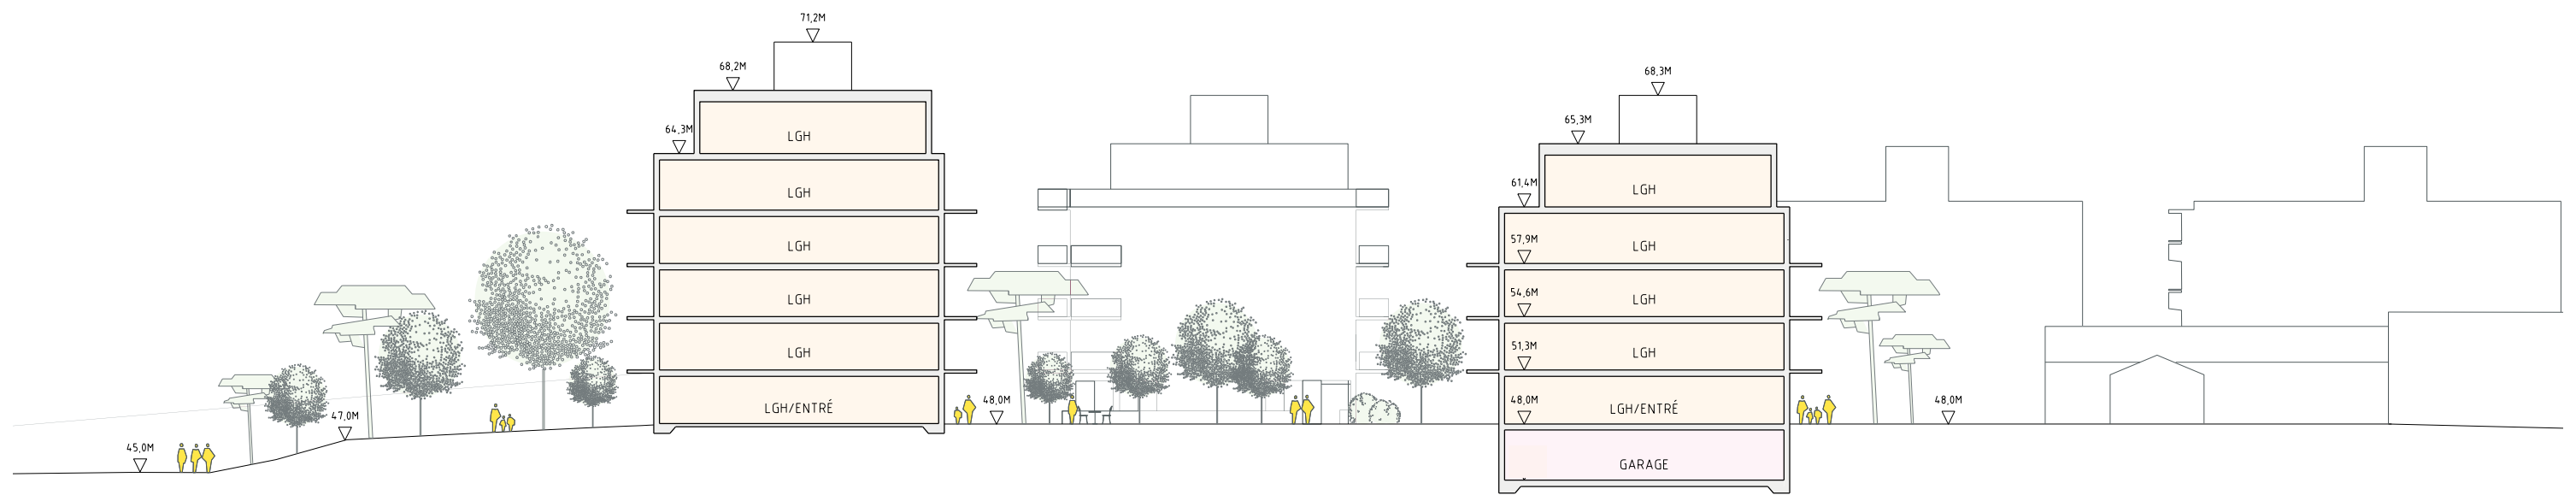 71,2M
68,2M
68,3M
64,3M
65,3M
LGH
LGH
61,4M
LGH
LGH
57,9M
LGH
LGH
54,6M
LGH
LGH
51,3M
LGH
LGH/ENTRÉ
48,0M
48,0M
LGH/ENTRÉ
48,0M
47,0M
45,0M
GARAGE